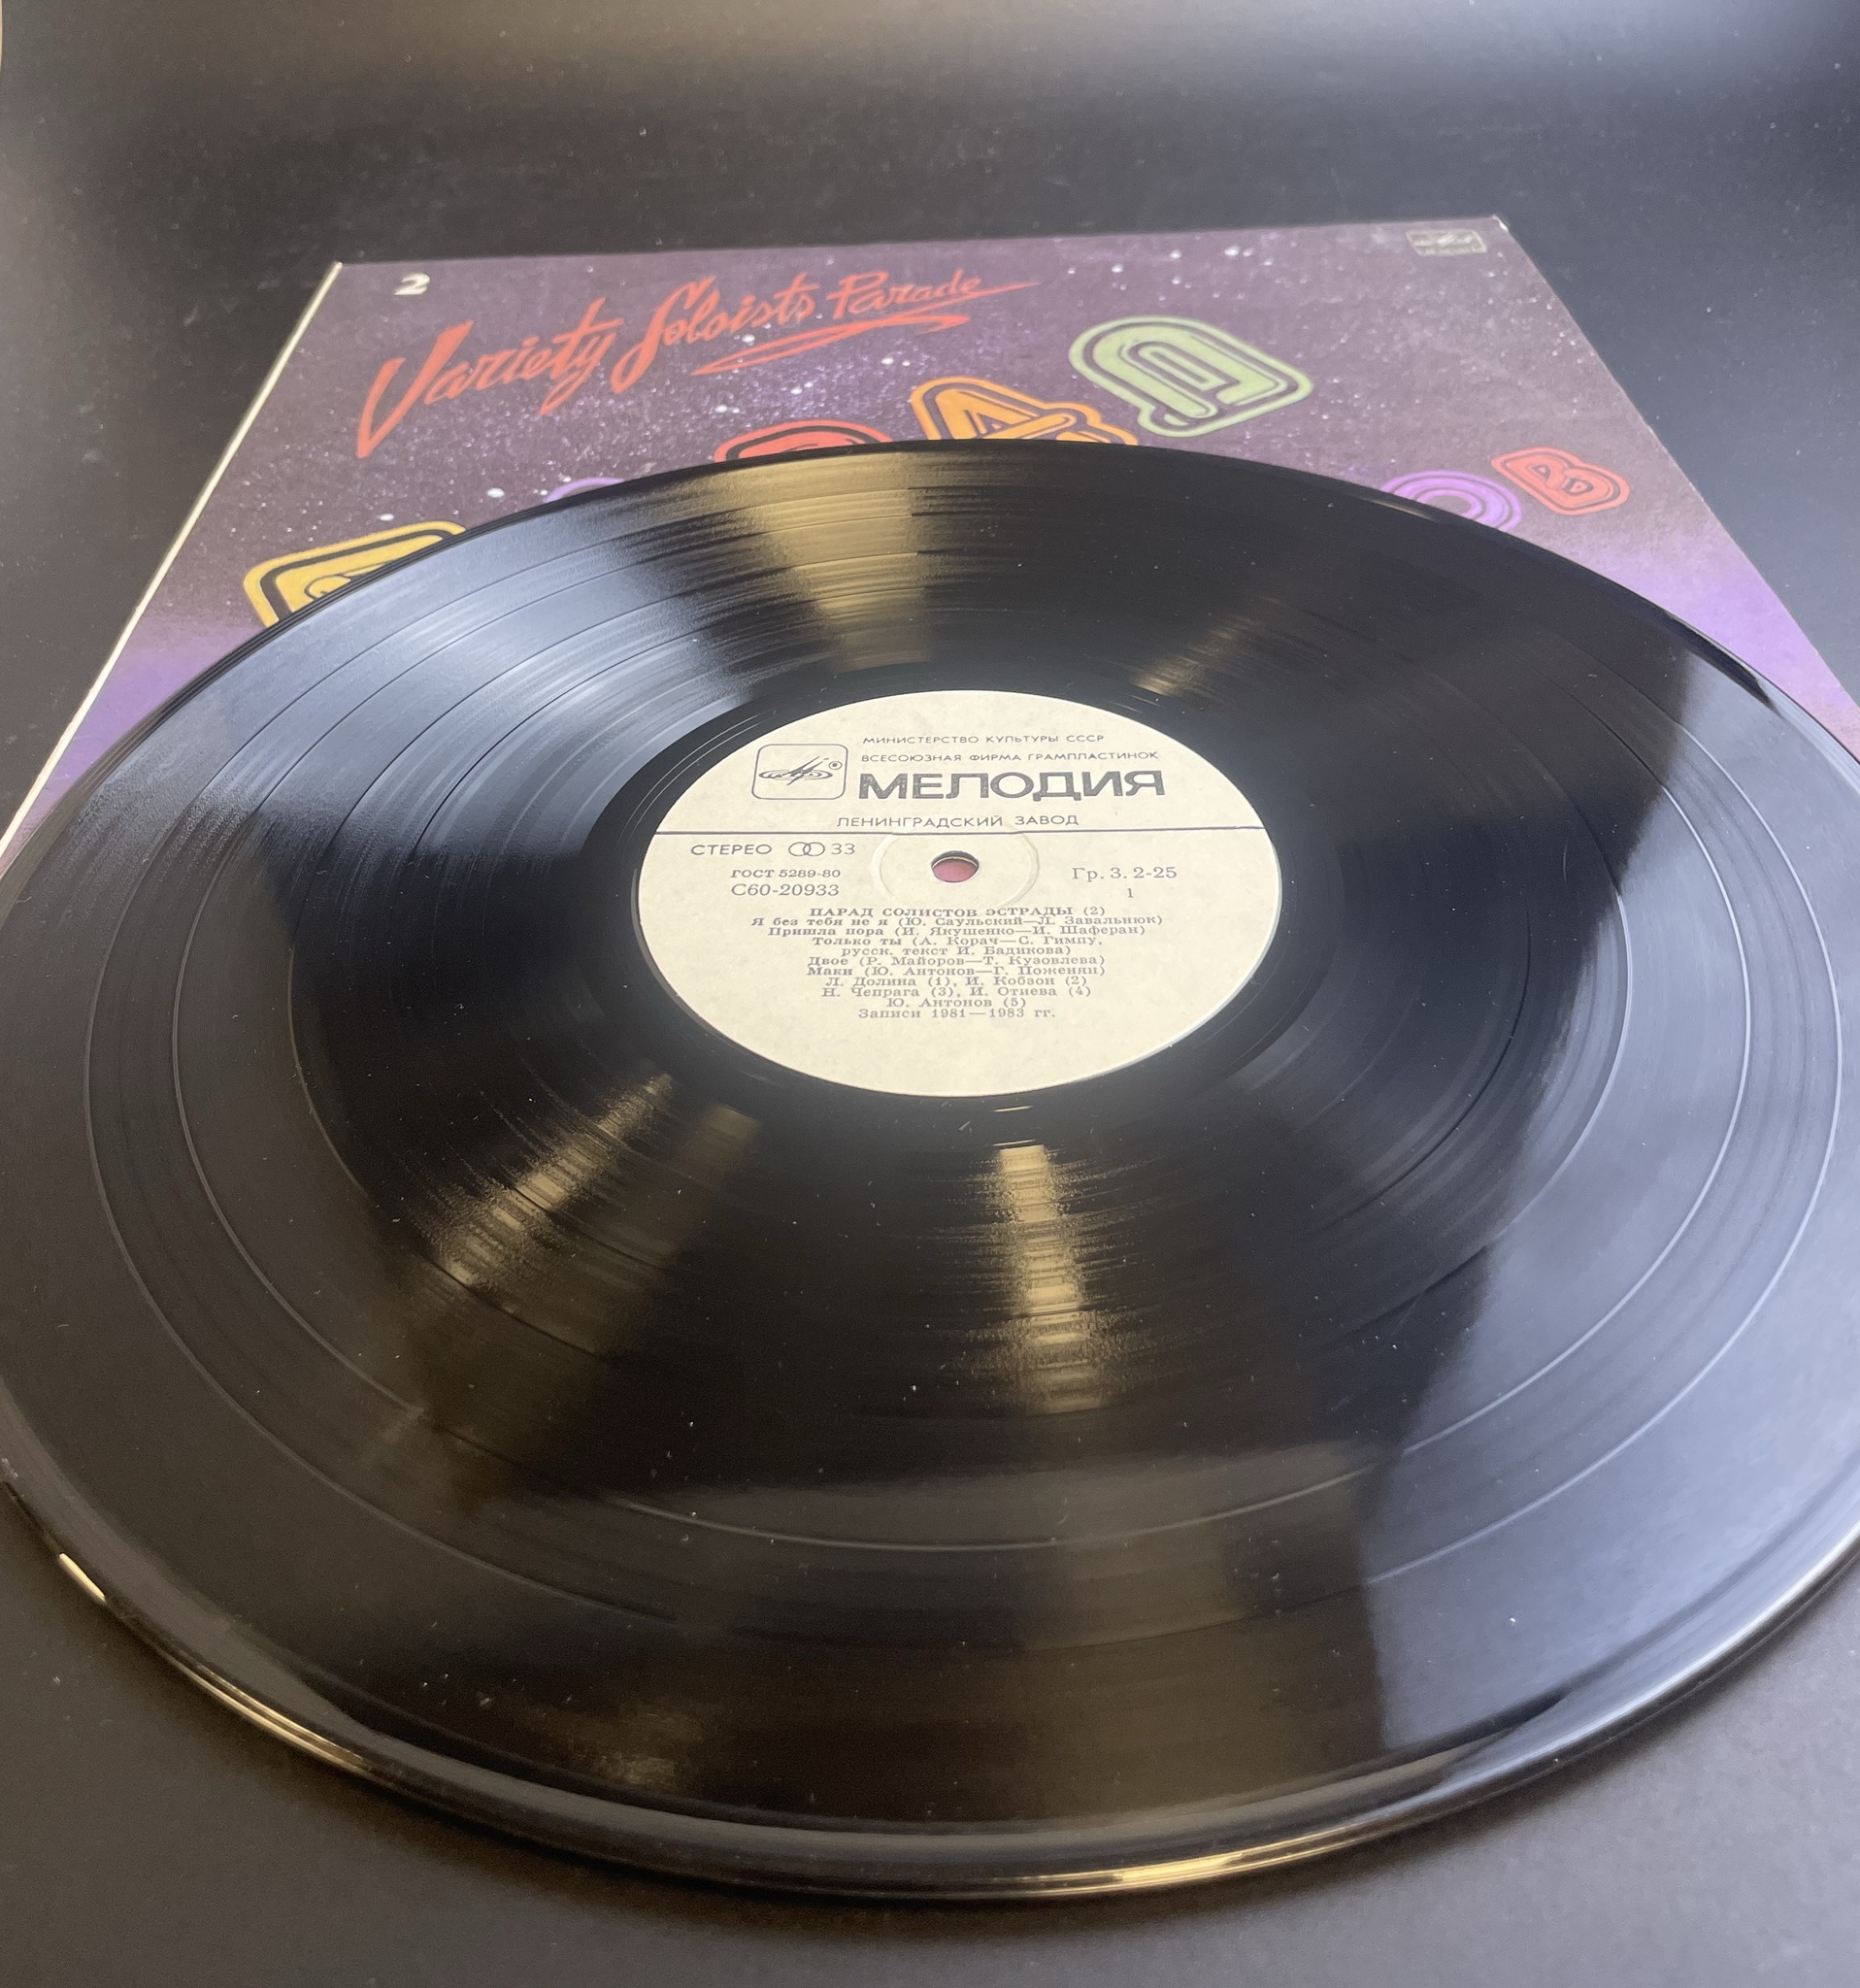 2
Variety Soloists Parade
В
МИНИСТЕРСТВО КУЛЬТУРЫ СССР
ВСЕСОЮЗНАЯ ФИРМА ГРАМПЛАСТИНОК
МЕЛОДИЯ
ЛЕНИНГРАДСКИЙ ЗАВОД
СТЕРЕО 33
ГОСТ 5289-80
С60-20933
Гр. 3. 2-25
1
ПАРАД СОЛИСТОВ ЭСТРАДЫ (2)
Я без тебя не я (Ю. Саульский—Л. Завальнюк)
Пришла пора (И. Якушенко—И. Шаферан)
Только ты (А. Корач—С. Гимпу,
русск. текст И. Бадикова)
Двое (Р. Майоров—Т. Кузовлева)
Маки (Ю. Антонов—Г. Поженян)
Л. Долина (1), И. Кобзон (2)
Н. Чепрага (3), И. Отиева (4)
Ю. Антонов (5)
Записи 1981—1983 гг.